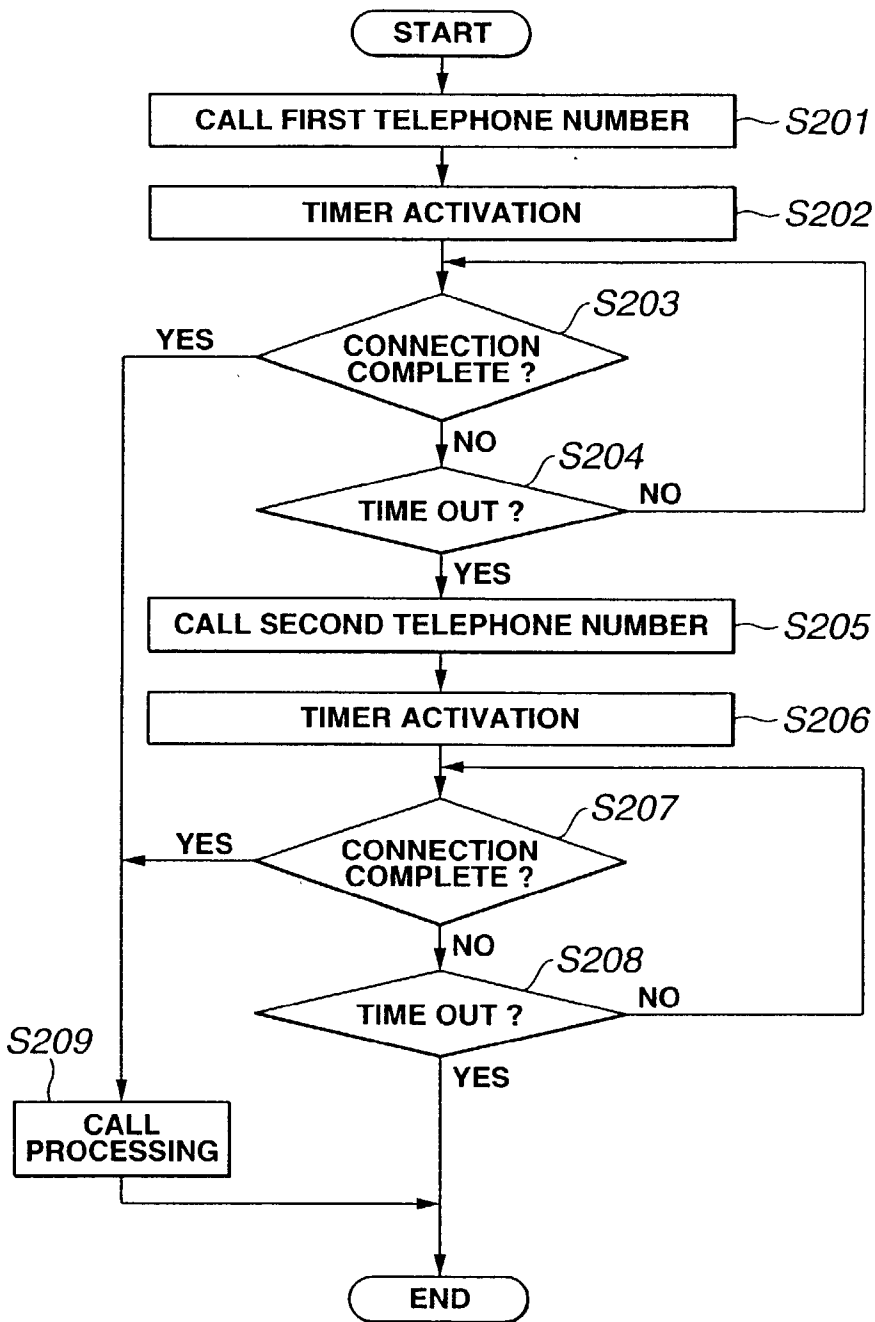 START
CALL FIRST TELEPHONE NUMBER
S201
TIMER ACTIVATION
S202
S203
YES
CONNECTION
COMPLETE ?
NO
S204
TIME OUT ?
NO
YES
CALL SECOND TELEPHONE NUMBER
S205
TIMER ACTIVATION
S206
S207
YES
CONNECTION
COMPLETE ?
NO
S208
TIME OUT ?
NO
YES
S209
CALL
PROCESSING
END